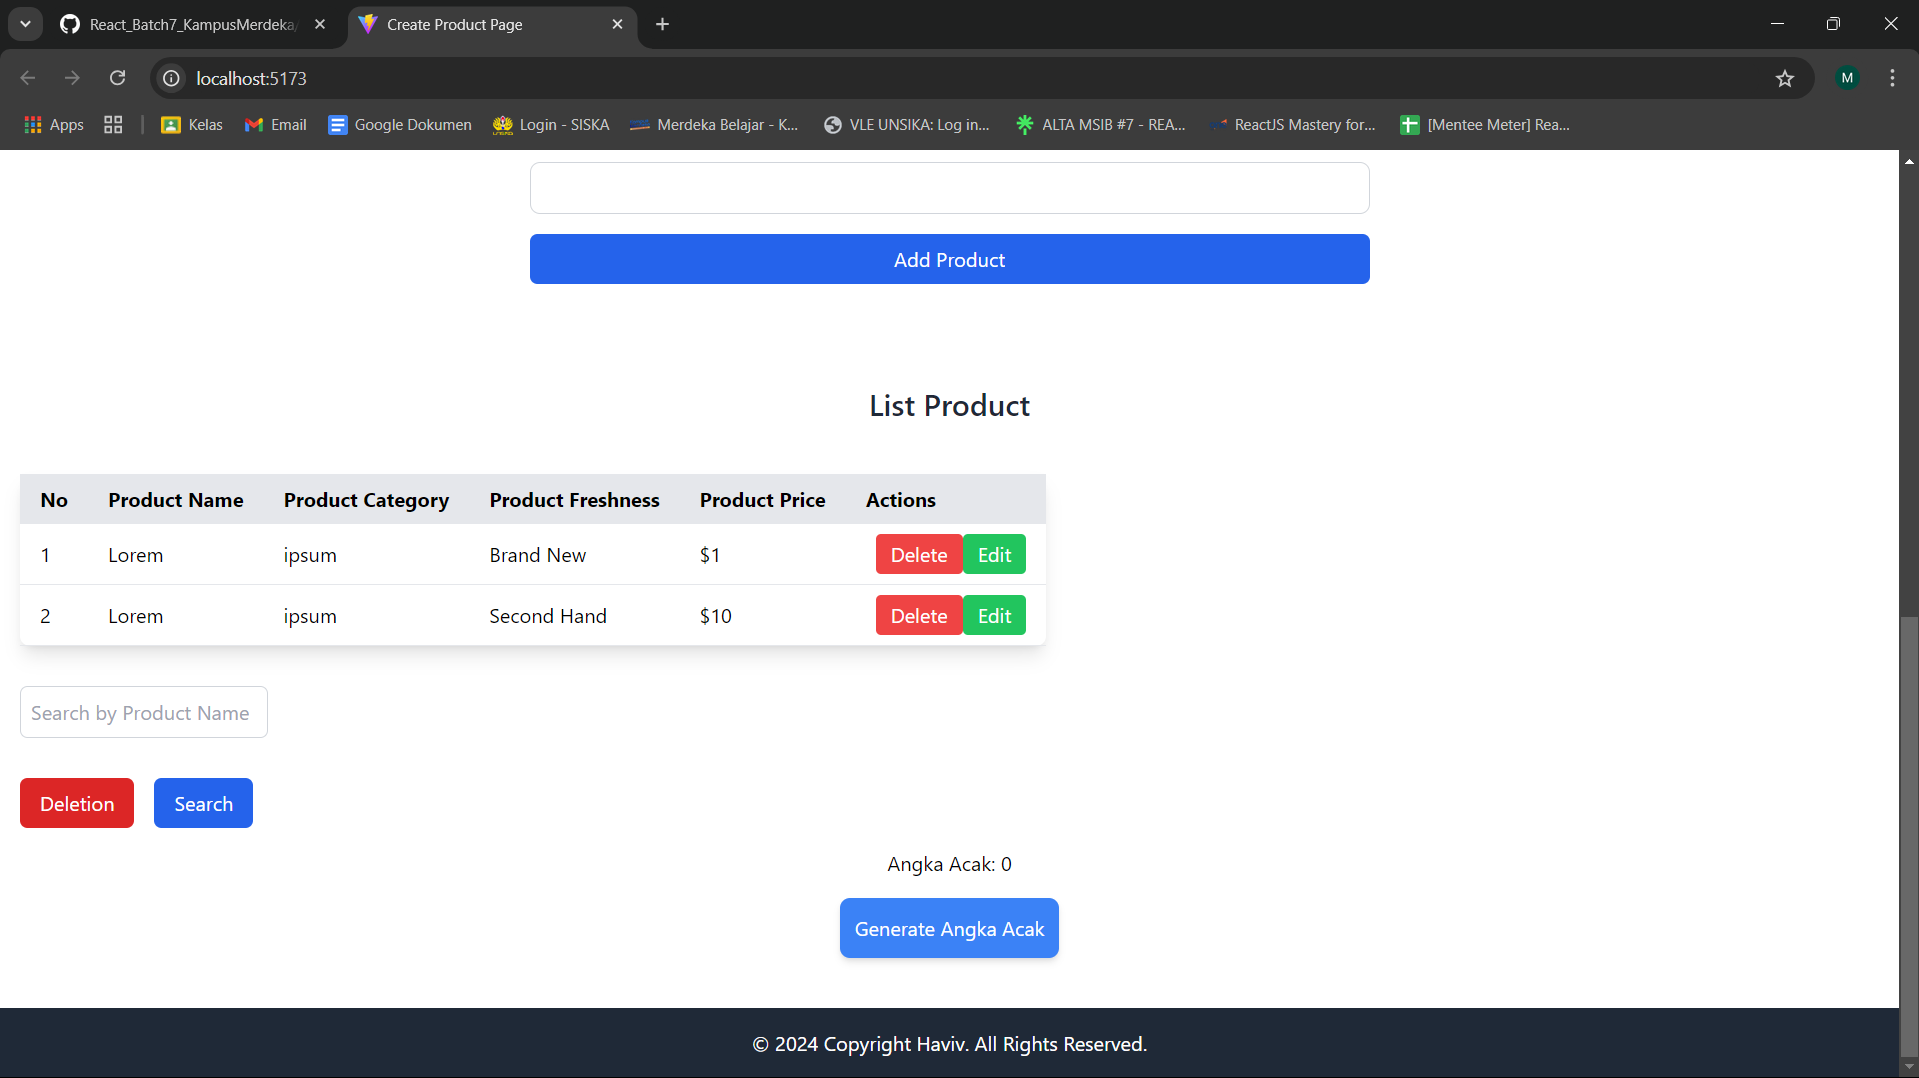 React_Batch7_KampusMerdeka/
Create Product Page
localhost:5173
M
Apps
Kelas
Email
Google Dokumen
Login - SISKA
Merdeka Belajar - K...
VLE UNSIKA: Log in...
ALTA MSIB #7 - REA...
ReactJS Mastery for...
[Mentee Meter] Rea...
Add Product
List Product
No Product Name Product Category Product Freshness Product Price Actions
1 Lorem ipsum Brand New $1 Delete Edit
2 Lorem ipsum Second Hand $10 Delete Edit
Search by Product Name
Deletion Search
Angka Acak: 0
Generate Angka Acak
© 2024 Copyright Haviv. All Rights Reserved.